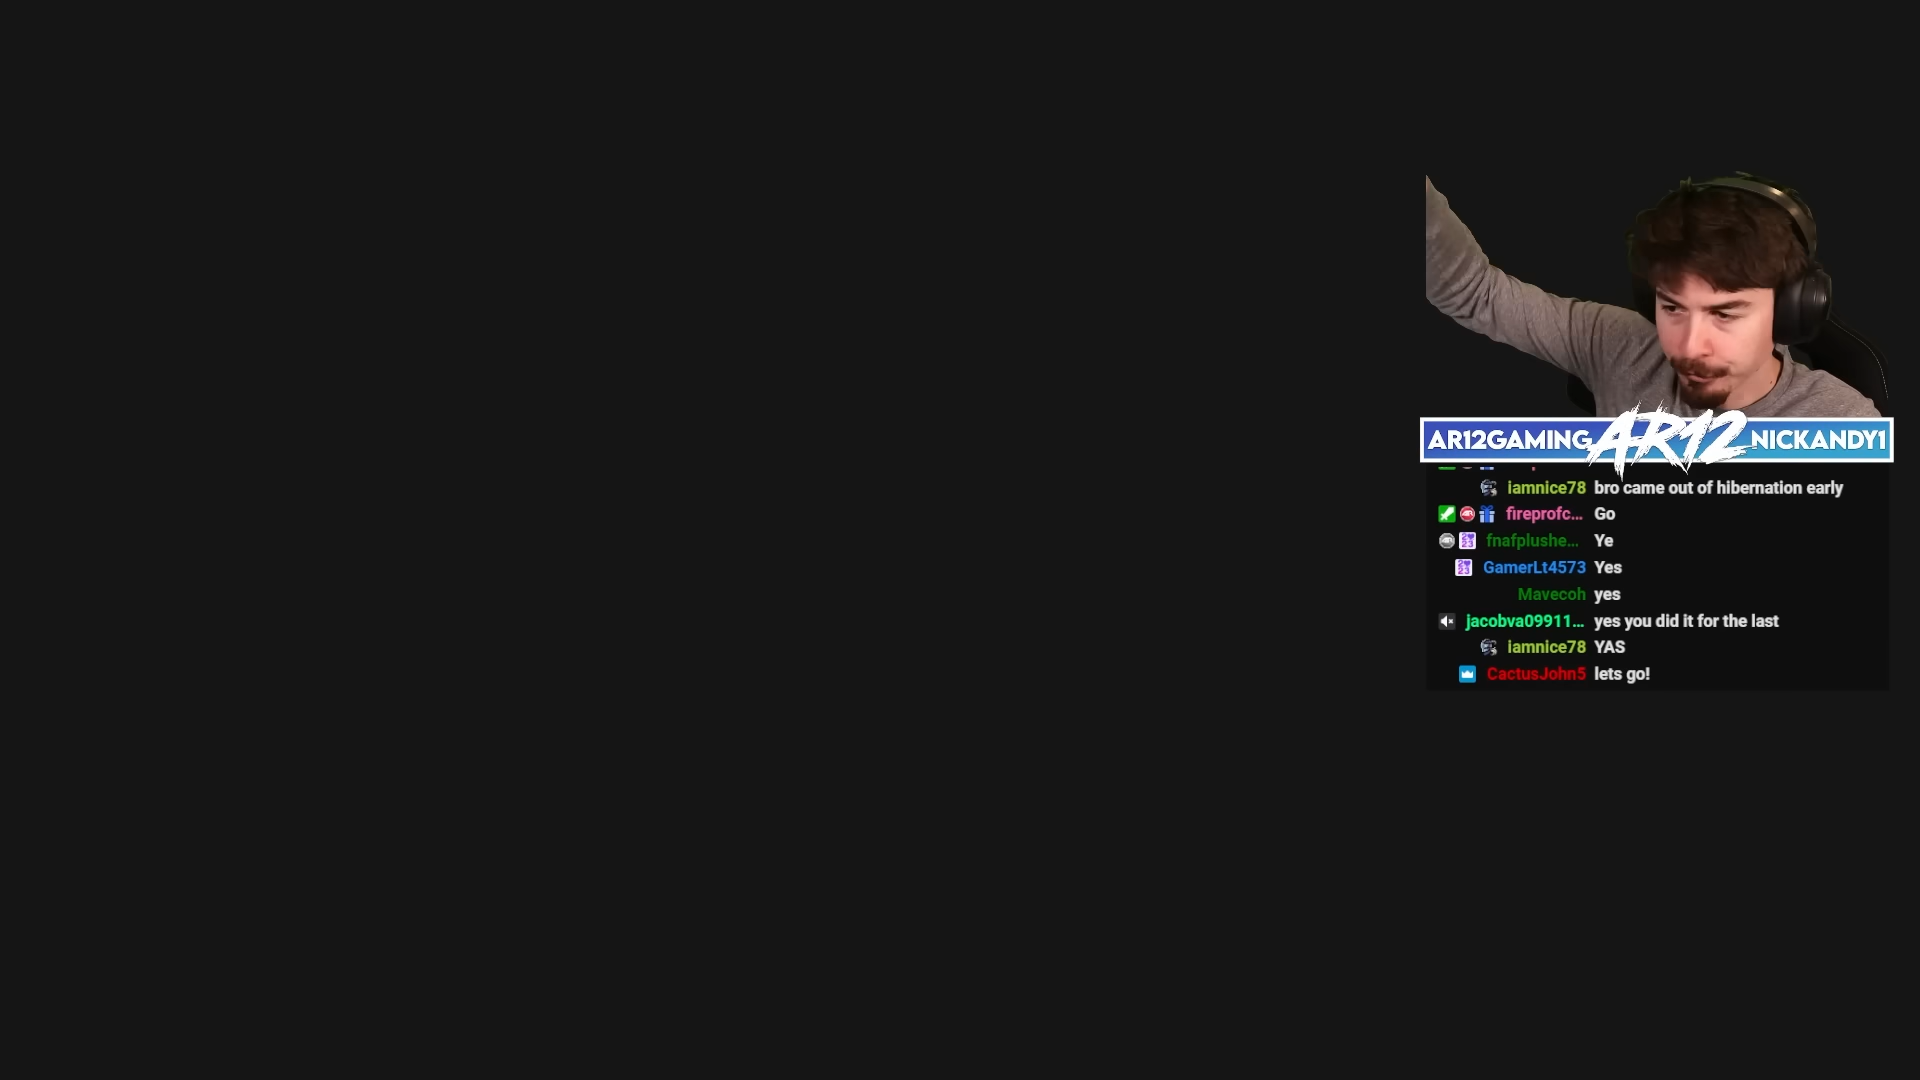 AR12GAMING AR12 NICKANDY1
iamnice78 bro came out of hibernation early
fireprofc... Go
fnafplushe... Ye
GamerLt4573 Yes
Mavecoh yes
jacobva09911... yes you did it for the last
iamnice78 YAS
CactusJohn5 lets go!